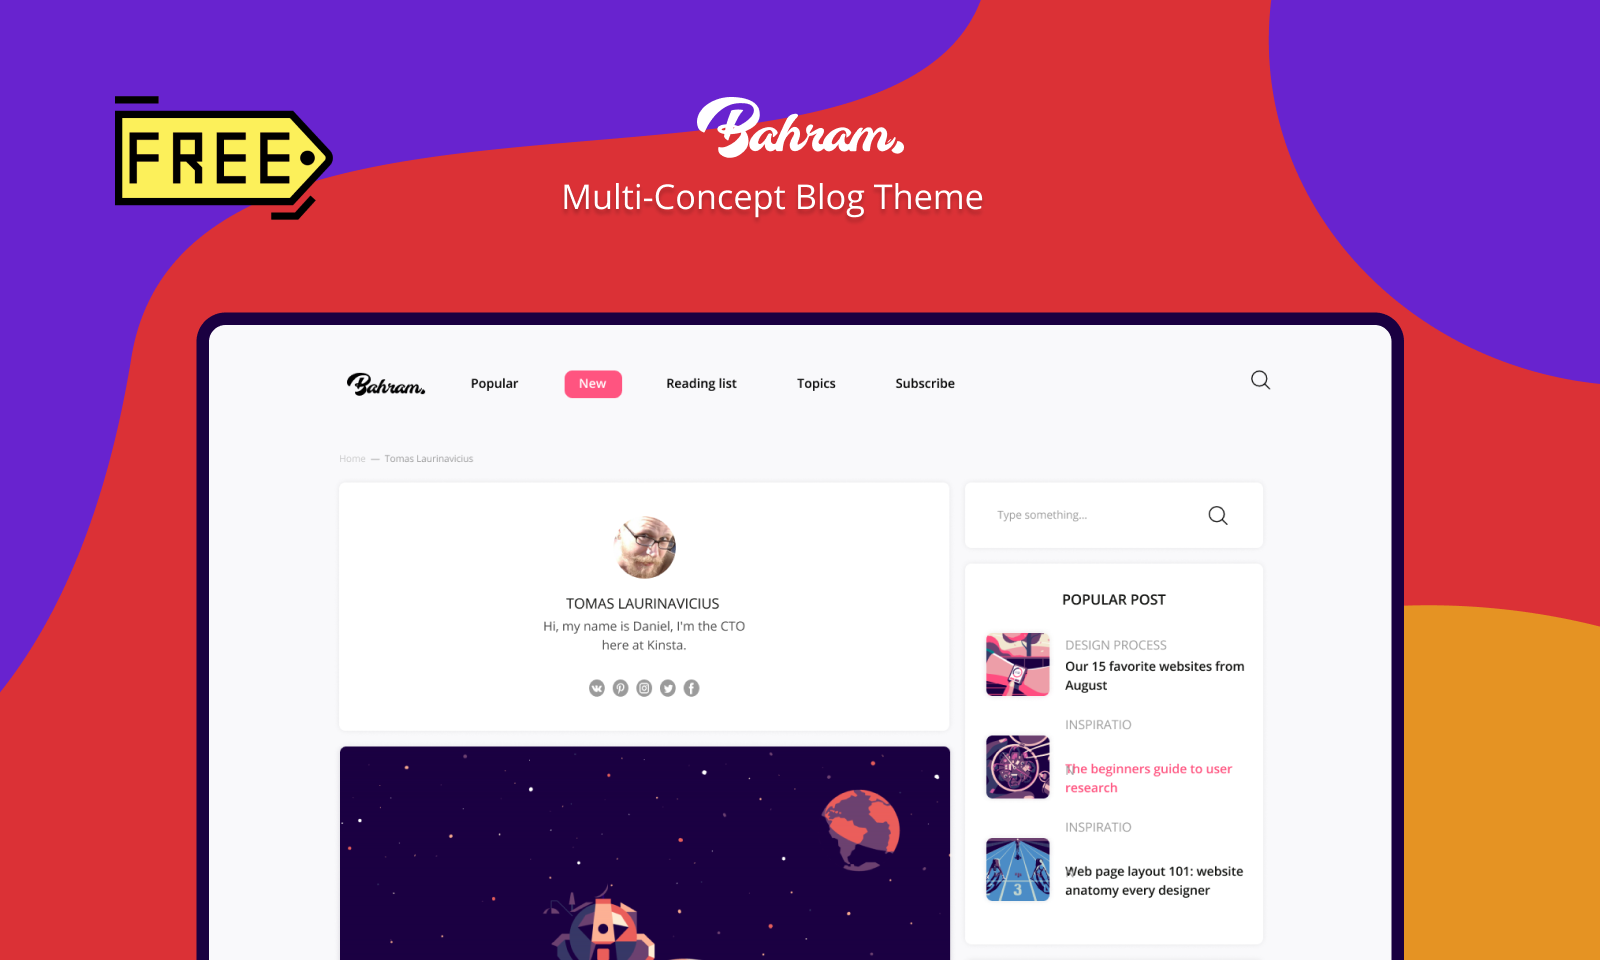 FREE
Bahram.
Multi-Concept Blog Theme
Bahram.
Popular
New
Reading list
Topics
Subscribe
Home — Tomas Laurinavicius
TOMAS LAURINAVICIUS
Hi, my name is Daniel, I'm the CTO
here at Kinsta.
Type something...
POPULAR POST
DESIGN PROCESS
Our 15 favorite websites from
August
INSPIRATIO
N
The beginners guide to user
research
INSPIRATIO
N
Web page layout 101: website
anatomy every designer
3